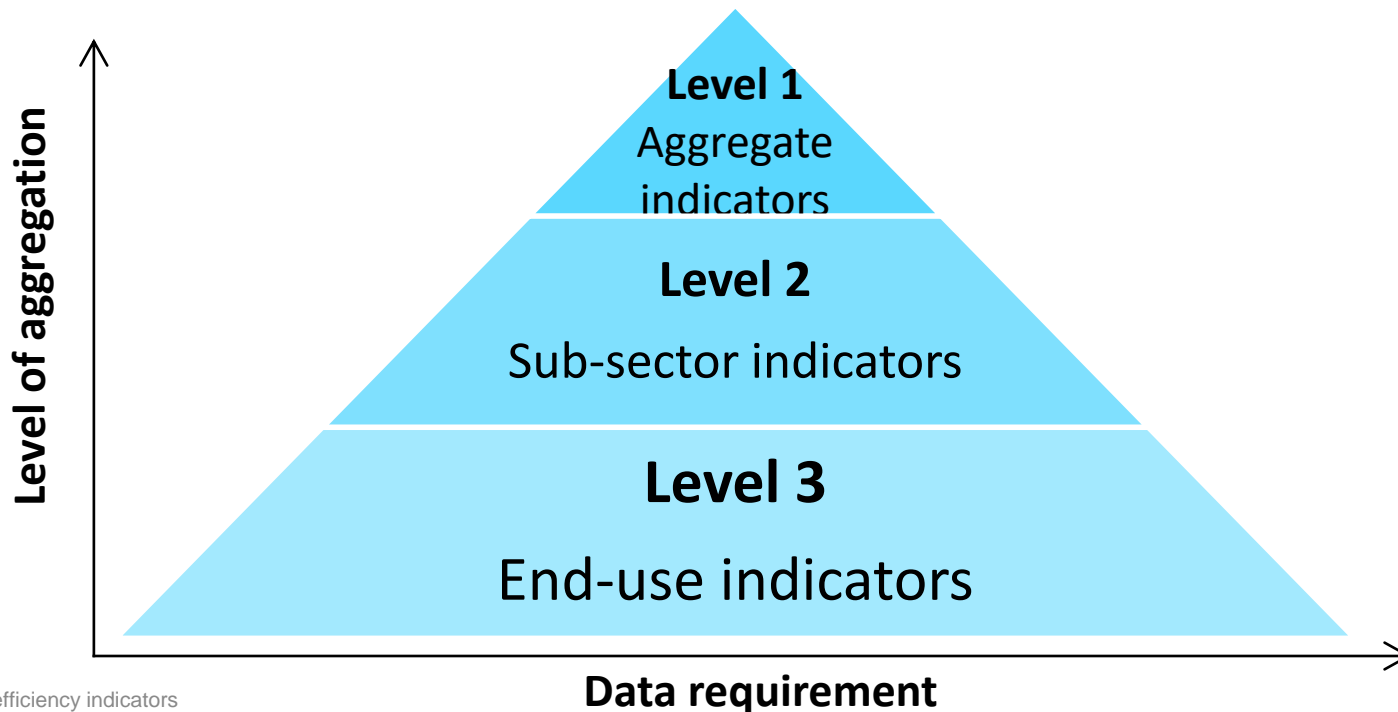 Level of aggregation
Level 1
Aggregate
indicators
Level 2
Sub-sector indicators
Level 3
End-use indicators
Data requirement
efficiency indicators